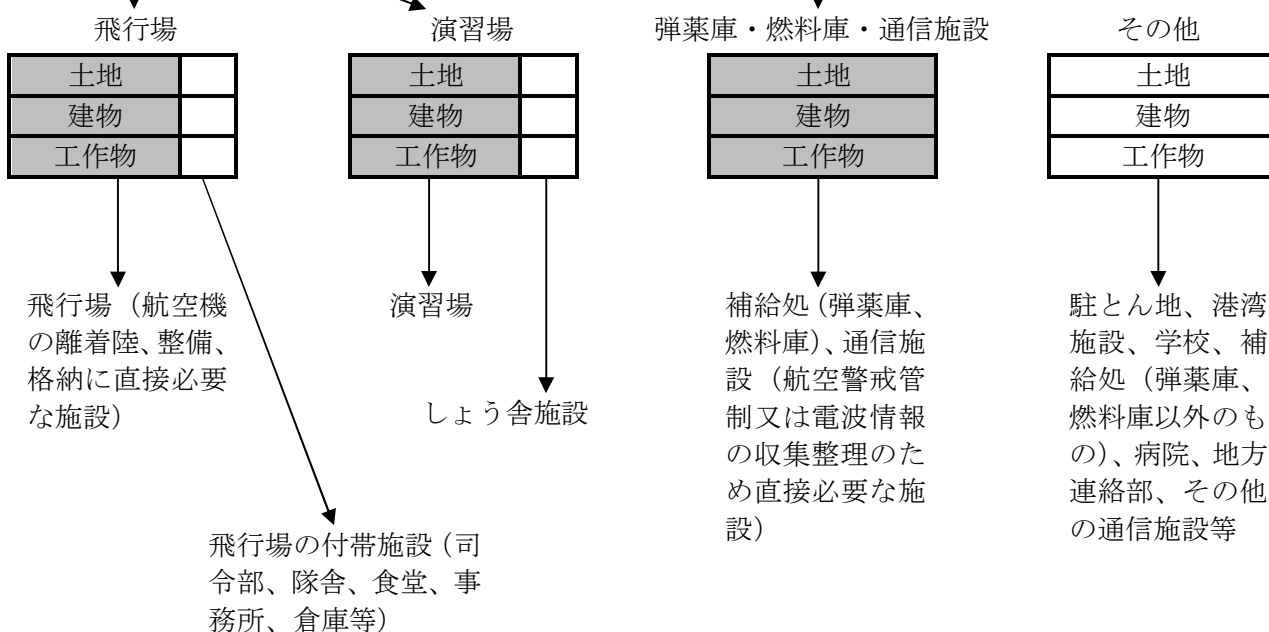 飛行場
演習場
弾薬庫・燃料庫・通信施設
その他
土地
建物
工作物
土地
建物
工作物
土地
建物
工作物
土地
建物
工作物
飛行場(航空機
の離着陸、整備、
格納に直接必要
な施設)
飛行場の付帯施設(司
令部、隊舎、食堂、事
務所、倉庫等)
演習場
しょう舎施設
補給処(弾薬庫、
燃料庫)、通信施
設(航空警戒管
制又は電波情報
の収集整理のた
め直接必要な施
設)
駐とん地、港湾
施設、学校、補
給処(弾薬庫、
燃料庫以外のも
の)、病院、地方
連絡部、その他
の通信施設等